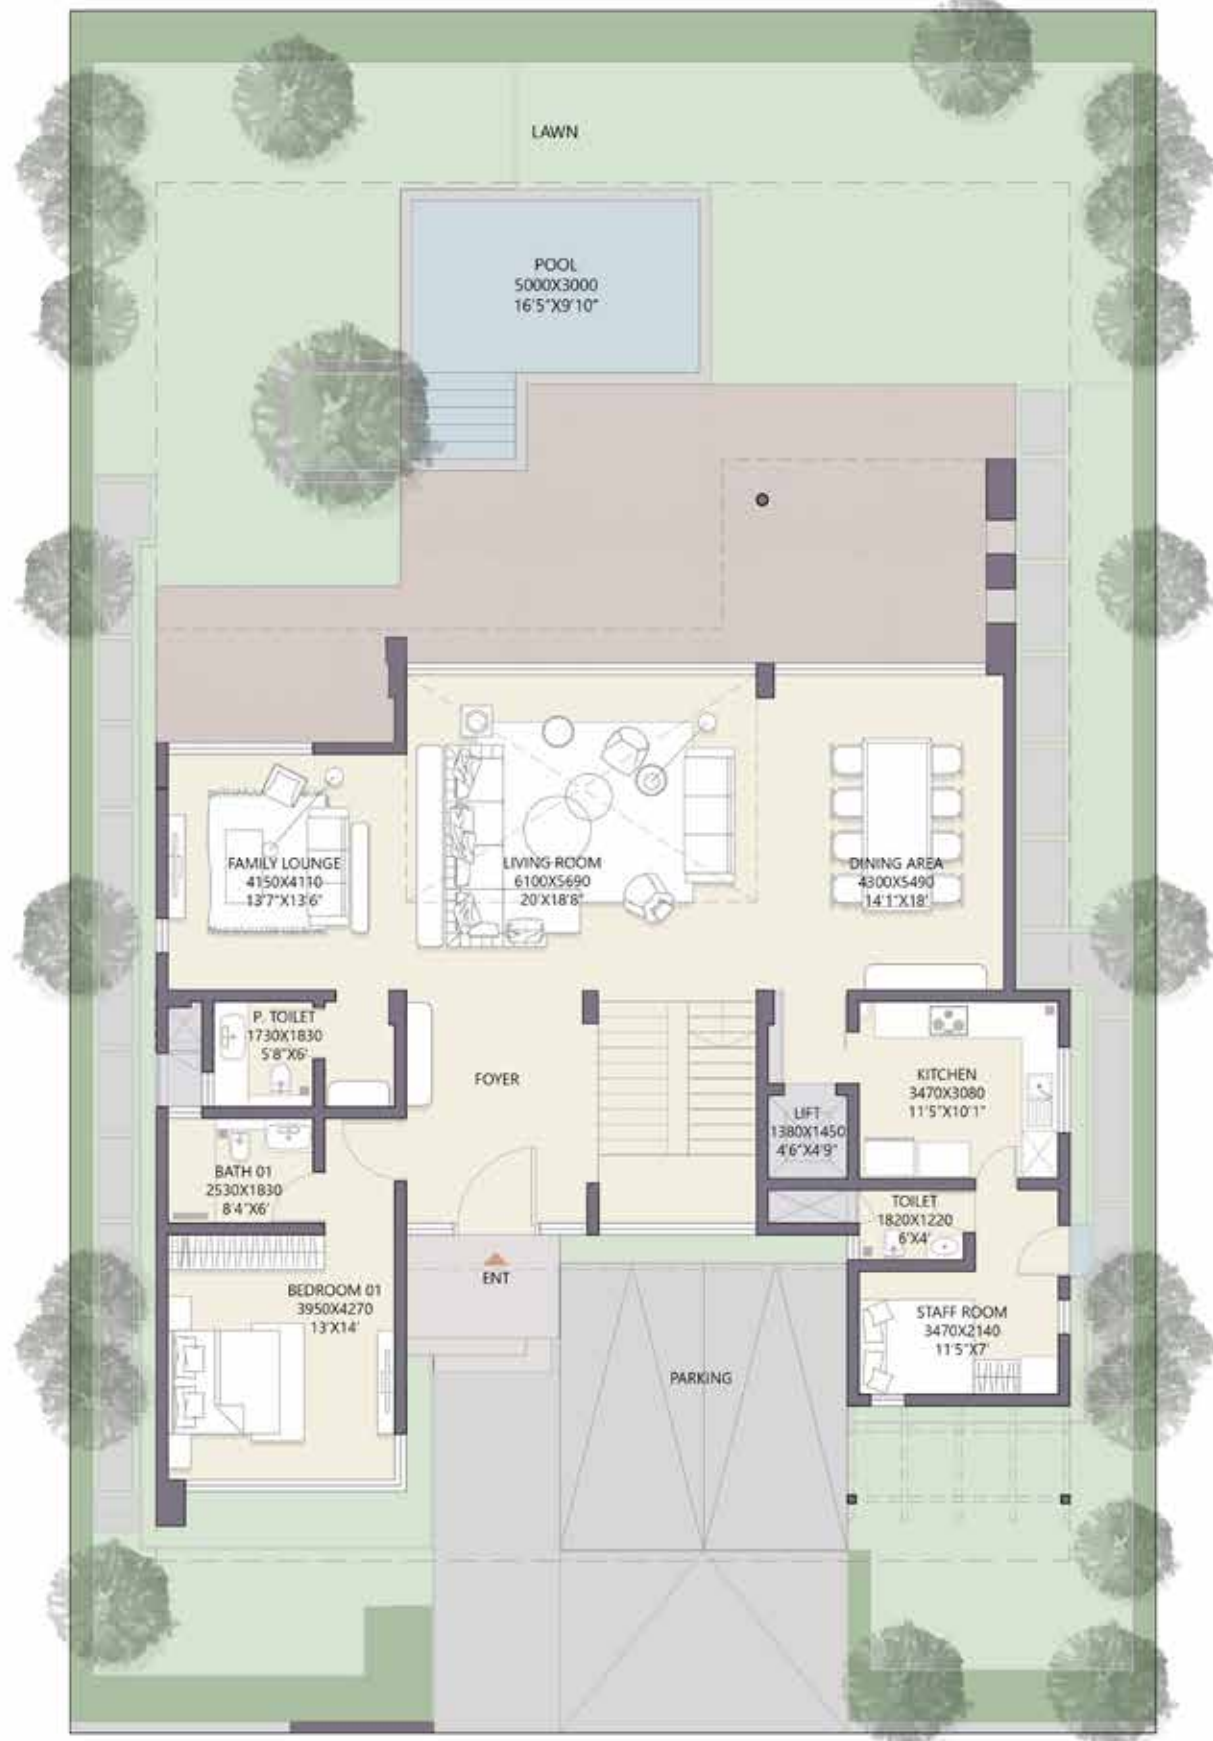 LAWN
POOL
5000X3000
16'5"X9'10"
FAMILY LOUNGE
4150X4110
13'7"X13'6"
LIVING ROOM
6100X5690
20'X18'8"
DINING AREA
4300X5490
14'1"X18'
P. TOILET
1730X1830
5'8"X6'
FOYER
KITCHEN
3470X3080
11'5"X10'1"
LIFT
1380X1450
4'6"X4'9"
BATH 01
2530X1830
8'4"X6'
TOILET
1820X1220
6'X4'
ENT
BEDROOM 01
3950X4270
13'X14'
STAFF ROOM
3470X2140
11'5"X7'
PARKING